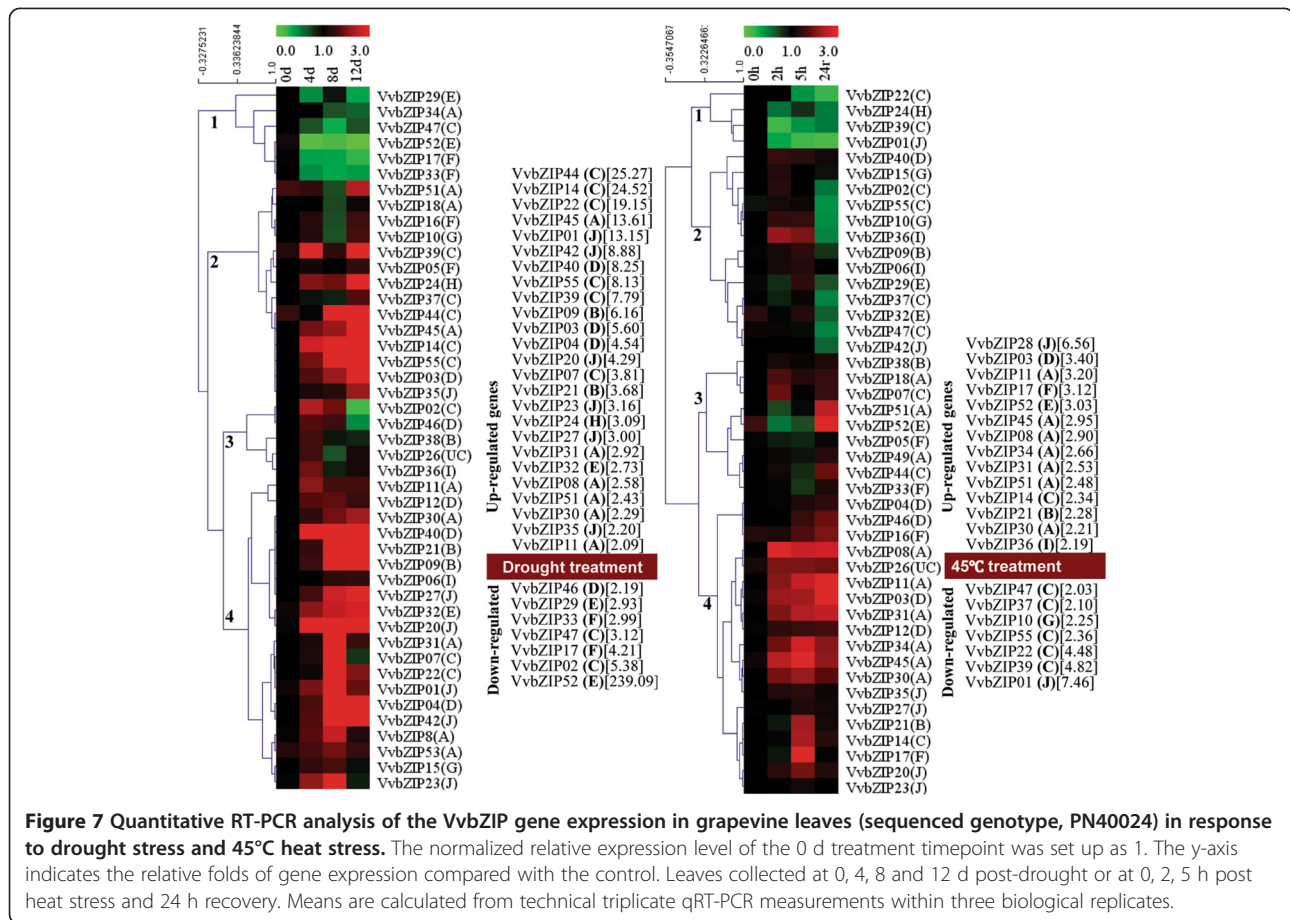 -0.3275231
0.33623844
1.0
0.0 1.0 3.0
0d 4d 8d 12d
1
2
3
4
VvbZIP29(E)
VvbZIP34(A)
VvbZIP47(C)
VvbZIP52(E)
VvbZIP17(F)
VvbZIP33(F)
VvbZIP51(A)
VvbZIP18(A)
VvbZIP16(F)
VvbZIP10(G)
VvbZIP39(C)
VvbZIP05(F)
VvbZIP24(H)
VvbZIP37(C)
VvbZIP44(C)
VvbZIP45(A)
VvbZIP14(C)
VvbZIP55(C)
VvbZIP03(D)
VvbZIP35(J)
VvbZIP02(C)
VvbZIP46(D)
VvbZIP38(B)
VvbZIP26(UC)
VvbZIP36(I)
VvbZIP11(A)
VvbZIP12(D)
VvbZIP30(A)
VvbZIP40(D)
VvbZIP21(B)
VvbZIP09(B)
VvbZIP06(I)
VvbZIP27(J)
VvbZIP32(E)
VvbZIP20(J)
VvbZIP31(A)
VvbZIP07(C)
VvbZIP22(C)
VvbZIP01(J)
VvbZIP04(D)
VvbZIP42(J)
VvbZIP8(A)
VvbZIP53(A)
VvbZIP15(G)
VvbZIP23(J)
VvbZIP44 (C)[25.27]
VvbZIP14 (C)[24.52]
VvbZIP22 (C)[19.15]
VvbZIP45 (A)[13.61]
VvbZIP01 (J)[13.15]
VvbZIP42 (J)[8.88]
VvbZIP40 (D)[8.25]
VvbZIP55 (C)[8.13]
VvbZIP39 (C)[7.79]
VvbZIP09 (B)[6.16]
VvbZIP03 (D)[5.60]
VvbZIP04 (D)[4.54]
VvbZIP20 (J)[4.29]
VvbZIP07 (C)[3.81]
VvbZIP21 (B)[3.68]
VvbZIP23 (J)[3.16]
VvbZIP24 (H)[3.09]
VvbZIP27 (J)[3.00]
VvbZIP31 (A)[2.92]
VvbZIP32 (E)[2.73]
VvbZIP08 (A)[2.58]
VvbZIP51 (A)[2.43]
VvbZIP30 (A)[2.29]
VvbZIP35 (J)[2.20]
VvbZIP11 (A)[2.09]
Up-regulated genes
Drought treatment
Down-regulated
VvbZIP46 (D)[2.19]
VvbZIP29 (E)[2.93]
VvbZIP33 (F)[2.99]
VvbZIP47 (C)[3.12]
VvbZIP17 (F)[4.21]
VvbZIP02 (C)[5.38]
VvbZIP52 (E)[239.09]
-0.3547067
0.3226466
1.0
0.0 1.0 3.0
0h 2h 5h 24r
1
2
3
4
VvbZIP22(C)
VvbZIP24(H)
VvbZIP39(C)
VvbZIP01(J)
VvbZIP40(D)
VvbZIP15(G)
VvbZIP02(C)
VvbZIP55(C)
VvbZIP10(G)
VvbZIP36(I)
VvbZIP09(B)
VvbZIP06(I)
VvbZIP29(E)
VvbZIP37(C)
VvbZIP32(E)
VvbZIP47(C)
VvbZIP42(J)
VvbZIP38(B)
VvbZIP18(A)
VvbZIP07(C)
VvbZIP51(A)
VvbZIP52(E)
VvbZIP05(F)
VvbZIP49(A)
VvbZIP44(C)
VvbZIP33(F)
VvbZIP04(D)
VvbZIP46(D)
VvbZIP16(F)
VvbZIP08(A)
VvbZIP26(UC)
VvbZIP11(A)
VvbZIP03(D)
VvbZIP31(A)
VvbZIP12(D)
VvbZIP34(A)
VvbZIP45(A)
VvbZIP30(A)
VvbZIP35(J)
VvbZIP27(J)
VvbZIP21(B)
VvbZIP14(C)
VvbZIP17(F)
VvbZIP20(J)
VvbZIP23(J)
VvbZIP28 (J)[6.56]
VvbZIP03 (D)[3.40]
VvbZIP11 (A)[3.20]
VvbZIP17 (F)[3.12]
VvbZIP52 (E)[3.03]
VvbZIP45 (A)[2.95]
VvbZIP08 (A)[2.90]
VvbZIP34 (A)[2.66]
VvbZIP31 (A)[2.53]
VvbZIP51 (A)[2.48]
VvbZIP14 (C)[2.34]
VvbZIP21 (B)[2.28]
VvbZIP30 (A)[2.21]
VvbZIP36 (I)[2.19]
Up-regulated genes
45°C treatment
Down-regulated
VvbZIP47 (C)[2.03]
VvbZIP37 (C)[2.10]
VvbZIP10 (G)[2.25]
VvbZIP55 (C)[2.36]
VvbZIP22 (C)[4.48]
VvbZIP39 (C)[4.82]
VvbZIP01 (J)[7.46]
Figure 7 Quantitative RT-PCR analysis of the VvbZIP gene expression in grapevine leaves (sequenced genotype, PN40024) in response
to drought stress and 45°C heat stress. The normalized relative expression level of the 0 d treatment timepoint was set up as 1. The y-axis
indicates the relative folds of gene expression compared with the control. Leaves collected at 0, 4, 8 and 12 d post-drought or at 0, 2, 5 h post
heat stress and 24 h recovery. Means are calculated from technical triplicate qRT-PCR measurements within three biological replicates.